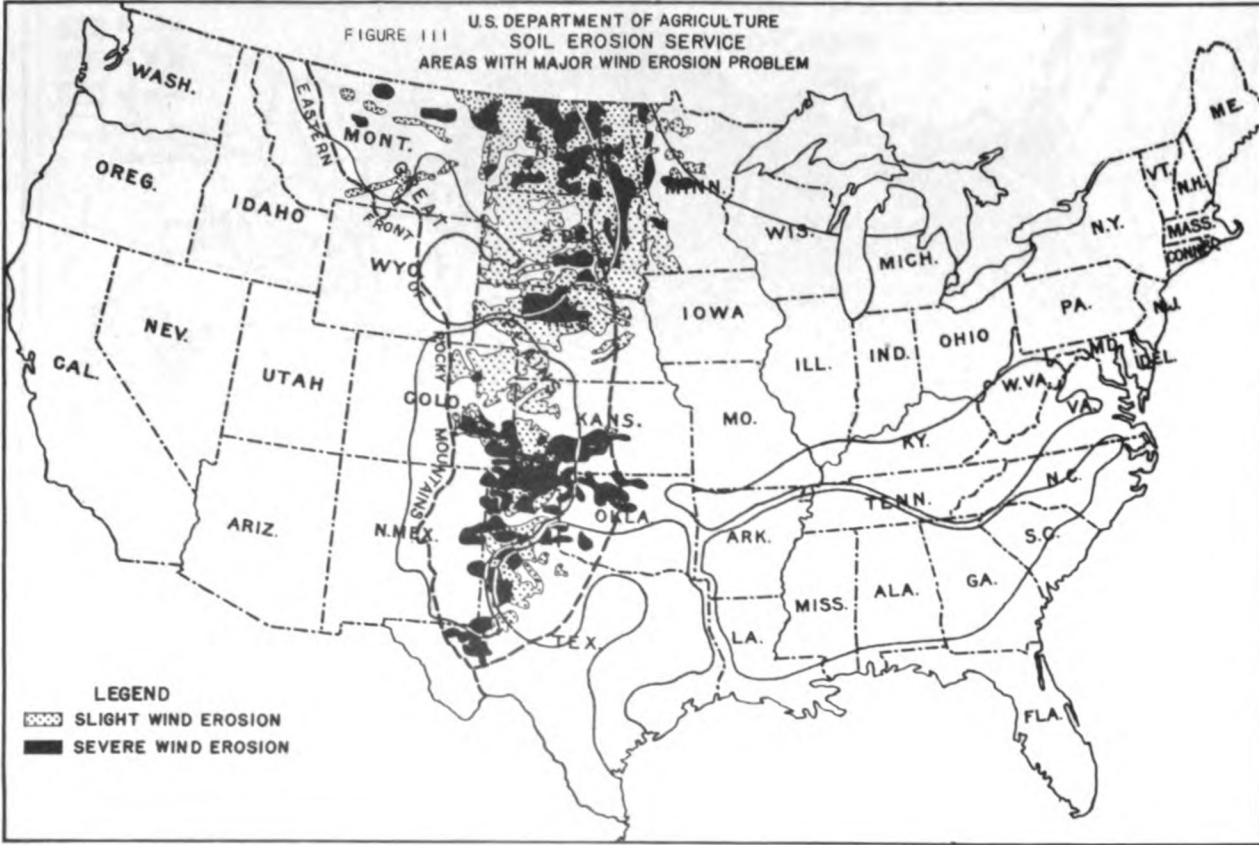 FIGURE III
U.S. DEPARTMENT OF AGRICULTURE
SOIL EROSION SERVICE
AREAS WITH MAJOR WIND EROSION PROBLEM
WASH.
OREG.
CAL.
NEV.
IDAHO
UTAH
ARIZ.
MONT.
WYO.
COLO.
N.MEX.
EASTERN
FRONT
ROCKY
MOUNTAINS
GREAT
KANS.
OKLA
TEX.
MINN.
IOWA
MO.
ARK.
LA.
WIS.
ILL.
MICH.
IND.
OHIO
KY.
TENN.
MISS.
ALA.
GA.
FLA.
S.C.
N.C.
VA.
W.VA.
PA.
N.Y.
MD.
DEL.
N.J.
CONNEC
MASS.
VT.
N.H.
ME.
LEGEND
SLIGHT WIND EROSION
SEVERE WIND EROSION